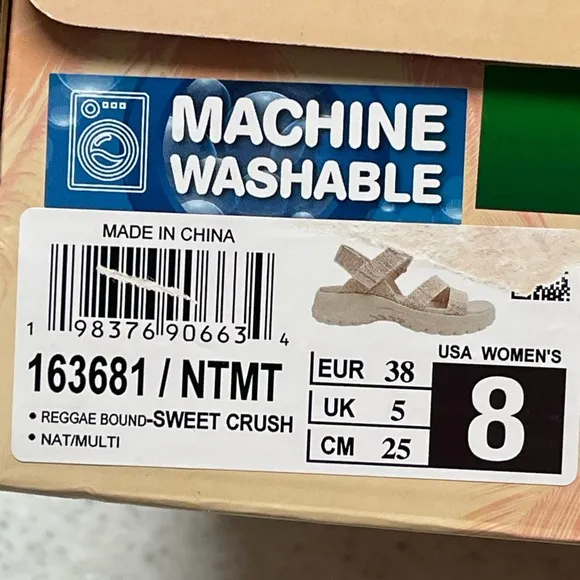 MACHINE
WASHABLE
MADE IN CHINA
1 98376 90663 4
163681 / NTMT
• REGGAE BOUND-SWEET CRUSH
• NAT/MULTI
EUR 38
UK 5
CM 25
USA WOMEN'S
8